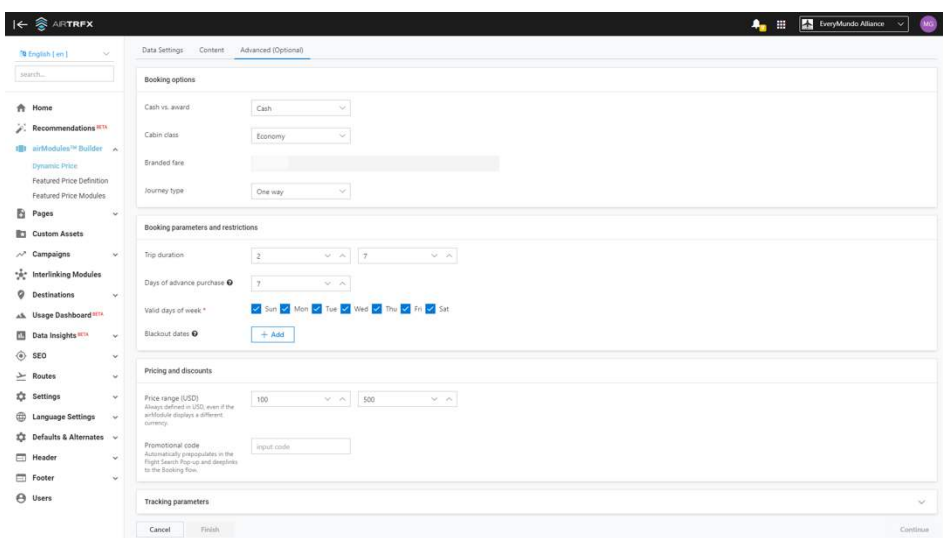 AIRTRFX
EveryMundo Alliance
MG
English [ en ]
search...
Home
Recommendations BETA
airModules™ Builder
Dynamic Price
Featured Price Definition
Featured Price Modules
Pages
Custom Assets
Campaigns
Interlinking Modules
Destinations
Usage Dashboard BETA
Data Insights BETA
SEO
Routes
Settings
Language Settings
Defaults & Alternates
Header
Footer
Users
Data Settings Content Advanced (Optional)
Booking options
Cash vs. award Cash
Cabin class Economy
Branded fare
Journey type One way
Booking parameters and restrictions
Trip duration 2 7
Days of advance purchase 7
Valid days of week * Sun Mon Tue Wed Thu Fri Sat
Blackout dates + Add
Pricing and discounts
Price range (USD) 100 500
Always defined in USD, even if the
airModule displays a different
currency.
Promotional code input code
Automatically prepopulates in the
Flight Search Pop-up and deeplinks
to the Booking flow.
Tracking parameters
Cancel Finish Continue